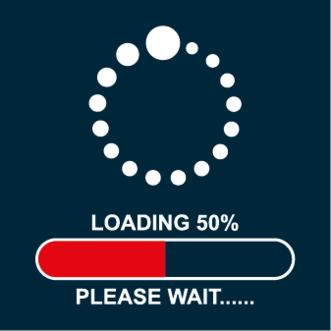 LOADING 50%
PLEASE WAIT......